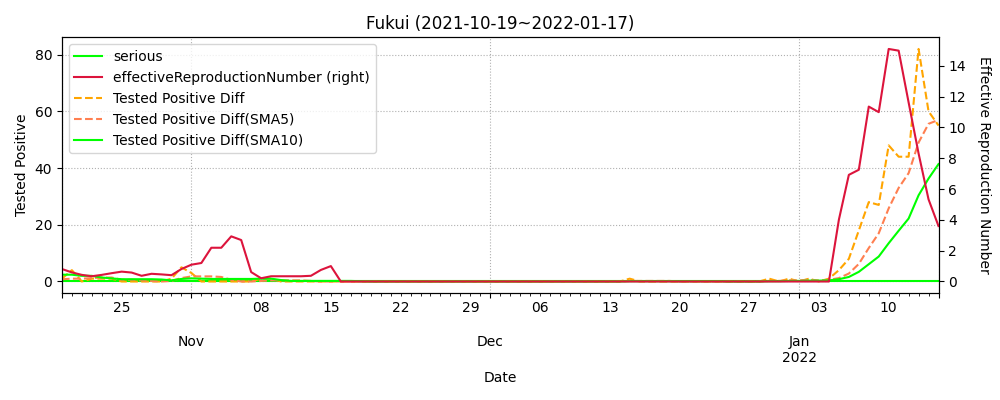 Fukui (2021-10-19~2022-01-17)
serious
effectiveReproductionNumber (right)
Tested Positive Diff
Tested Positive Diff(SMA5)
Tested Positive Diff(SMA10)
Tested Positive
80
60
40
20
0
Effective Reproduction Number
14
12
10
8
6
4
2
0
25 08 15 22 29 06 13 20 27 03 10
Nov Dec Jan
2022
Date